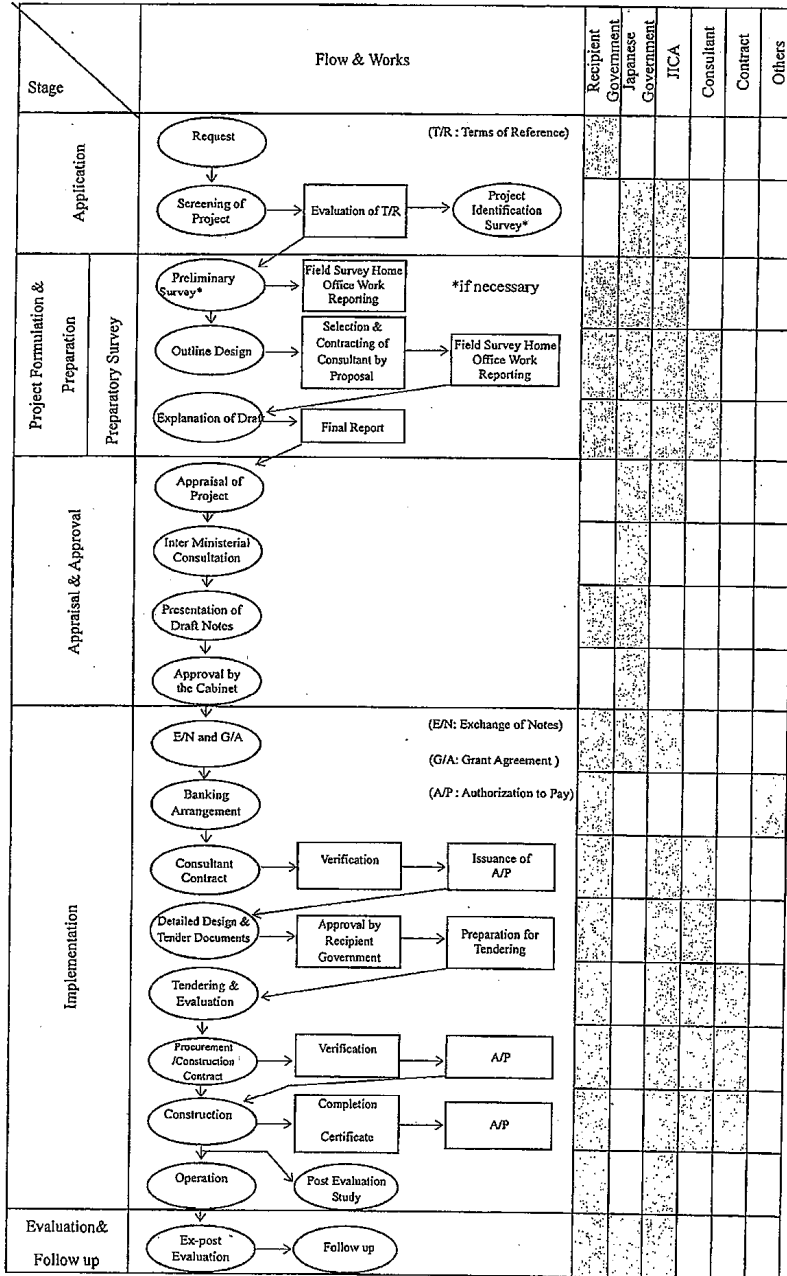 Stage
Flow & Works
Recipient
Government
Japanese
Government
JICA
Consultant
Contract
Others
Application
Request
(T/R : Terms of Reference)
Screening of
Project
Evaluation of T/R
Project
Identification
Survey*
Project Formulation &
Preparation
Preparatory Survey
Preliminary
Survey*
Field Survey Home
Office Work
Reporting
*if necessary
Outline Design
Selection &
Contracting of
Consultant by
Proposal
Field Survey Home
Office Work
Reporting
Explanation of Draft
Final Report
Appraisal & Approval
Appraisal of
Project
Inter Ministerial
Consultation
Presentation of
Draft Notes
Approval by
the Cabinet
Implementation
E/N and G/A
(E/N: Exchange of Notes)
(G/A: Grant Agreement )
(A/P : Authorization to Pay)
Banking
Arrangement
Consultant
Contract
Verification
Issuance of
A/P
Detailed Design &
Tender Documents
Approval by
Recipient
Government
Preparation for
Tendering
Tendering &
Evaluation
Procurement
/Construction
Contract
Verification
A/P
Construction
Completion
Certificate
A/P
Operation
Post Evaluation
Study
Evaluation&
Follow up
Ex-post
Evaluation
Follow up